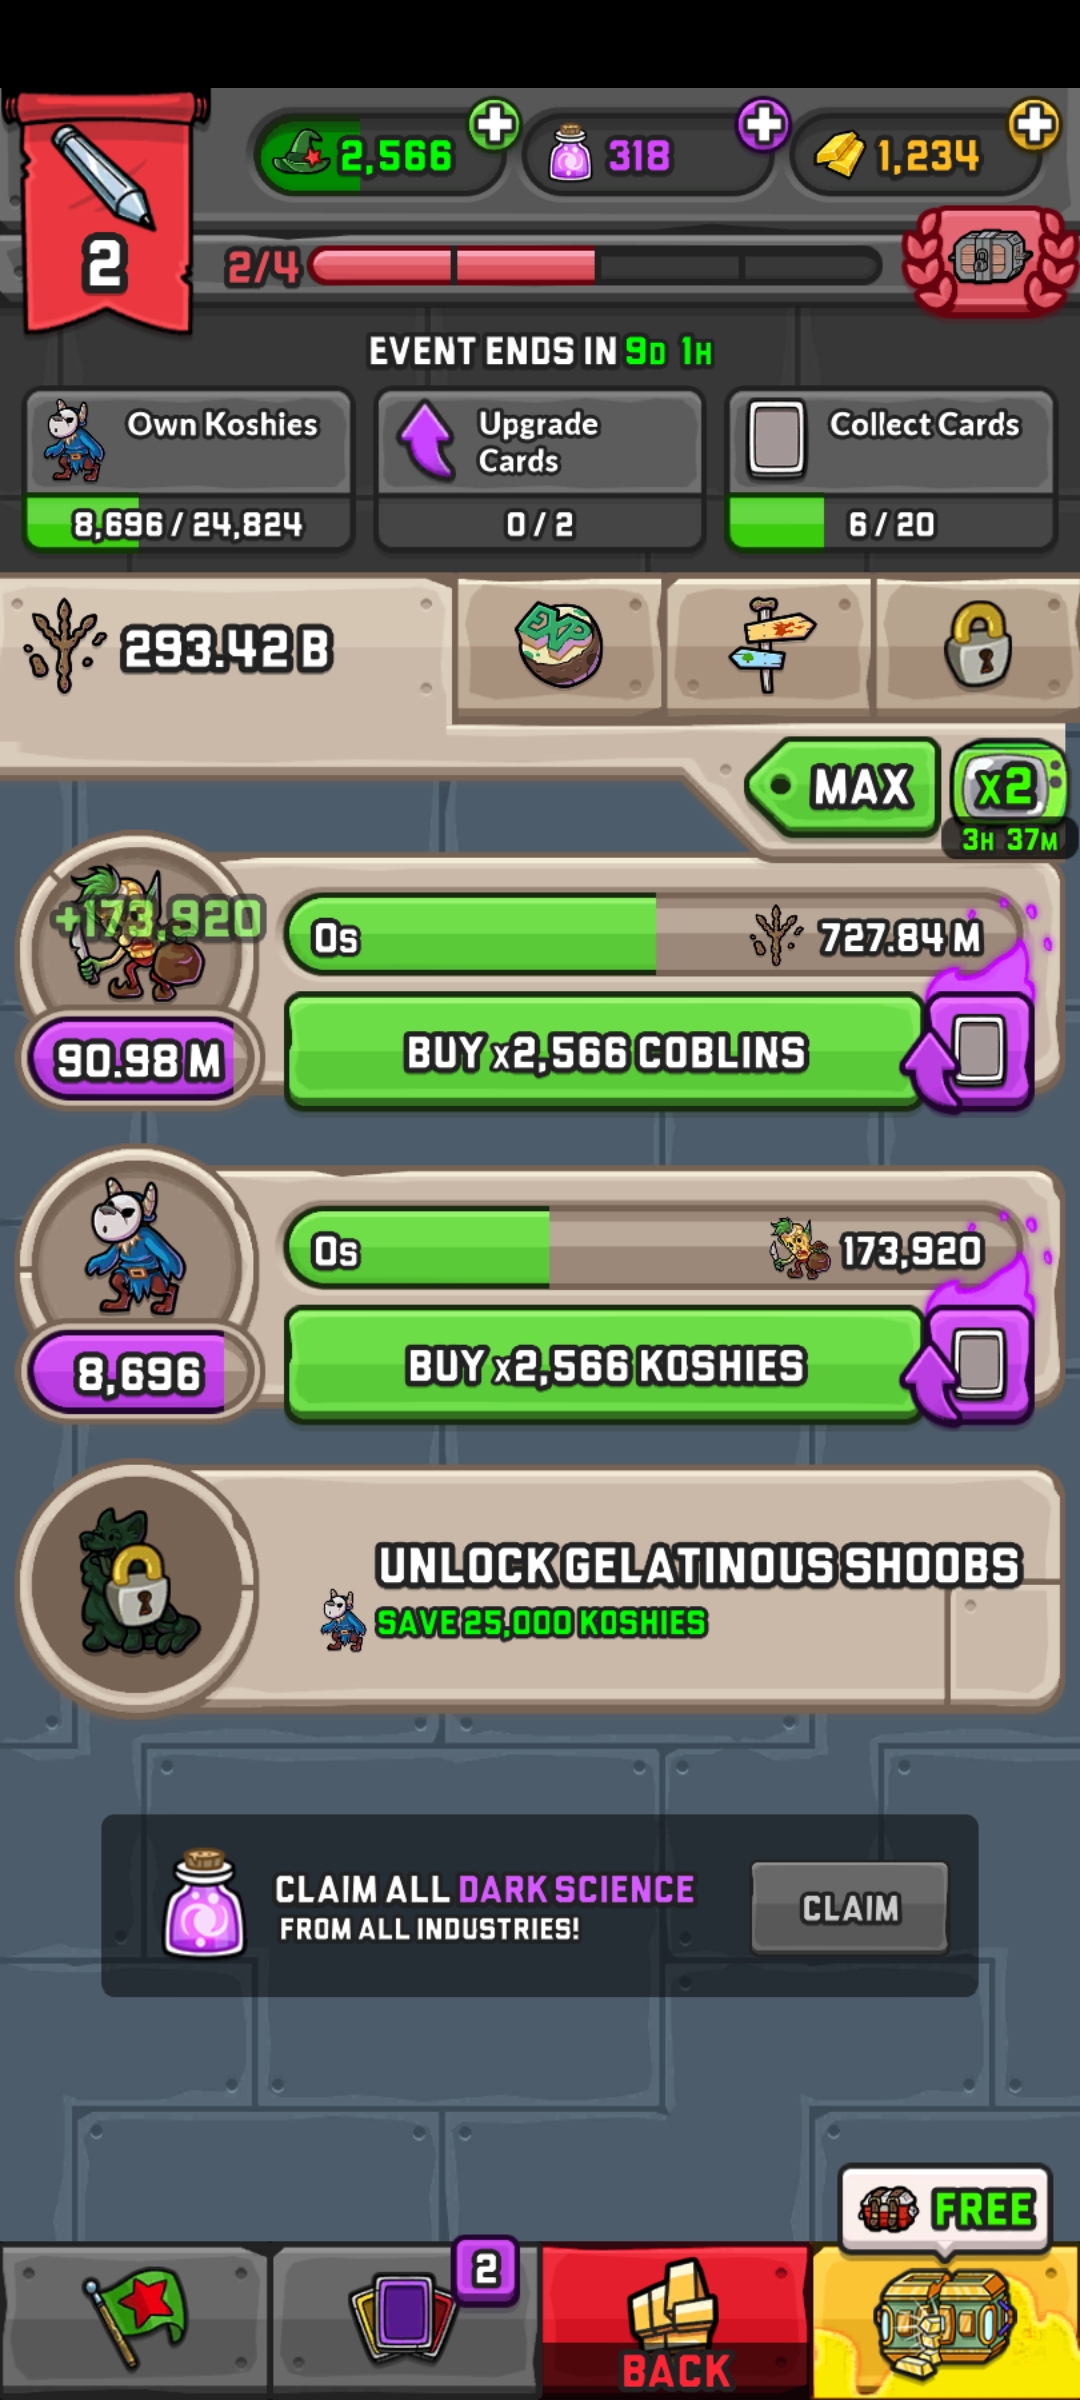 2,566
318
1,234
2
2/4
EVENT ENDS IN 9D 1H
Own Koshies
8,696 / 24,824
Upgrade
Cards
0 / 2
Collect Cards
6 / 20
293.42 B
EXP
MAX
x2
3H 37M
+173,920
0s
727.84 M
90.98 M
BUY x2,566 COBLINS
0s
173,920
8,696
BUY x2,566 KOSHIES
UNLOCK GELATINOUS SHOOBS
SAVE 25,000 KOSHIES
CLAIM ALL DARK SCIENCE
FROM ALL INDUSTRIES!
CLAIM
FREE
2
BACK